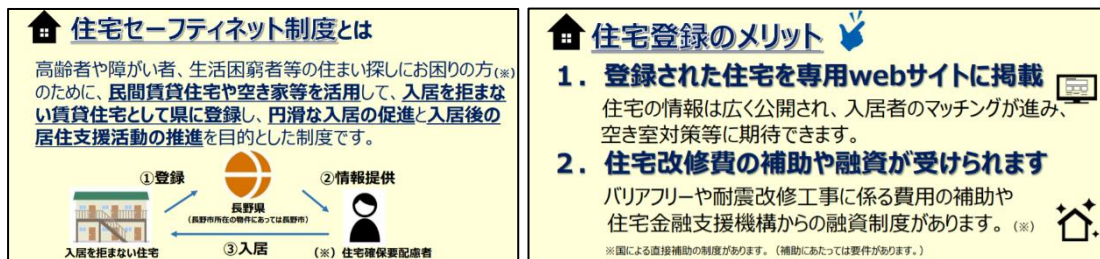 住宅セーフティネット制度とは
高齢者や障がい者、生活困窮者等の住まい探しにお困りの方(※)
のために、民間賃貸住宅や空き家等を活用して、入居を拒まな
い賃貸住宅として県に登録し、円滑な入居の促進と入居後の
居住支援活動の推進を目的とした制度です。
①登録
②情報提供
長野県
(長野市所在の物件にあっては長野市)
③入居
入居を拒まない住宅
(※)住宅確保要配慮者
住宅登録のメリット
1．登録された住宅を専用webサイトに掲載
住宅の情報は広く公開され、入居者のマッチングが進み、
空き室対策等に期待できます。
2．住宅改修費の補助や融資が受けられます
バリアフリーや耐震改修工事に係る費用の補助や
住宅金融支援機構からの融資制度があります。(※)
※国による直接補助の制度があります。(補助にあたっては要件があります。)